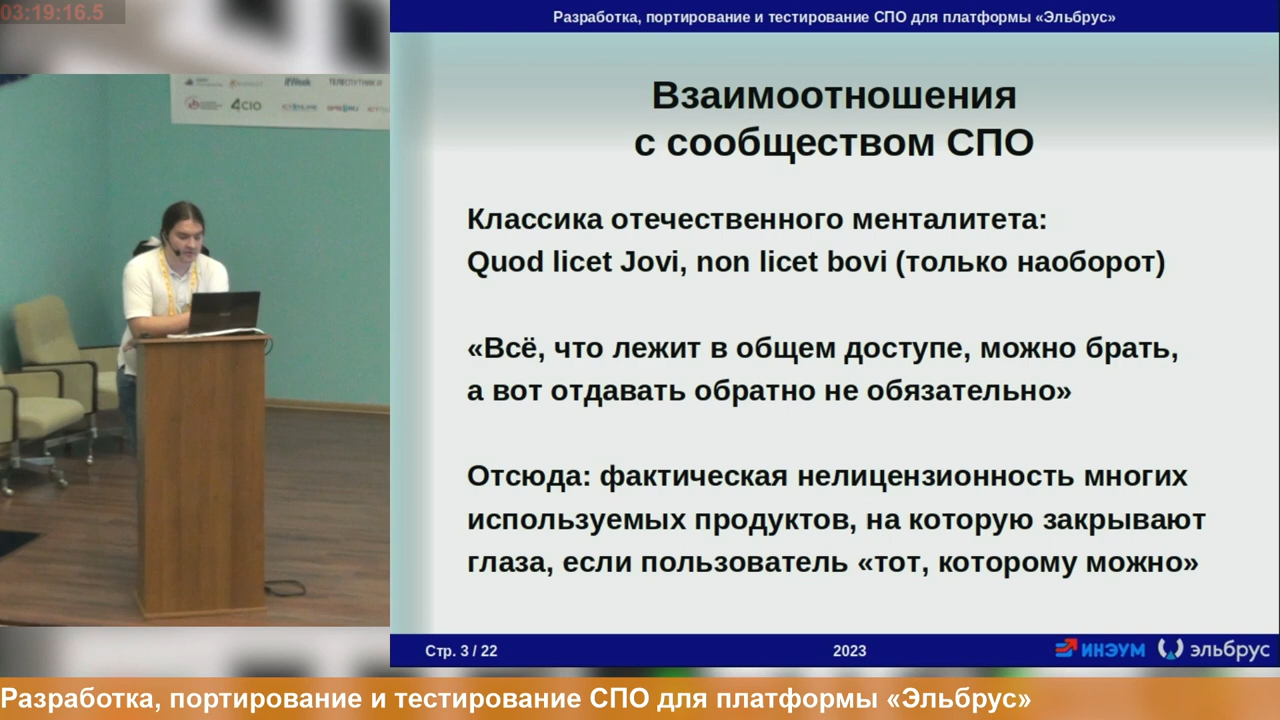 03:19:16.5
Разработка, портирование и тестирование СПО для платформы «Эльбрус»
ITWeek
ТЕЛЕСПУТНИК
4CIO
Взаимоотношения
с сообществом СПО
Классика отечественного менталитета:
Quod licet Jovi, non licet bovi (только наоборот)
«Всё, что лежит в общем доступе, можно брать,
а вот отдавать обратно не обязательно»
Отсюда: фактическая нелицензионность многих
используемых продуктов, на которую закрывают
глаза, если пользователь «тот, которому можно»
Стр. 3 / 22
2023
ИНЭУМ
эльбрус
Разработка, портирование и тестирование СПО для платформы «Эльбрус»